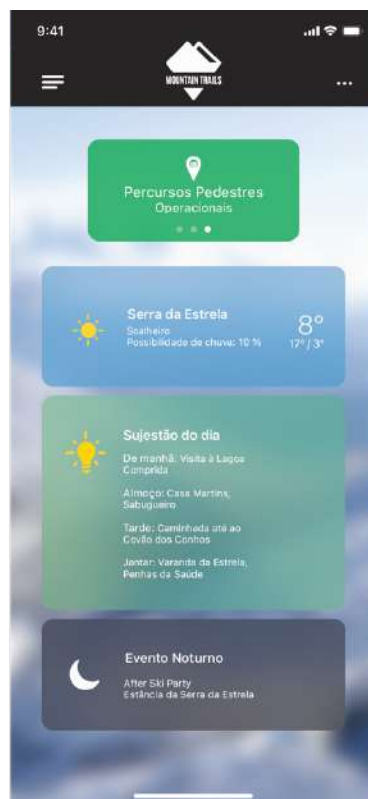 9:41
MOUNTAIN TRAILS
Percursos Pedestres
Operacionais
Serra da Estrela
Soalheiro
Possibilidade de chuva: 10 %
8°
17° / 3°
Sujestão do dia
De manhã: Visita à Lagoa
Comprida
Almoço: Casa Martins,
Sabugueiro
Tarde: Caminhada até ao
Covão dos Conhos
Jantar: Varanda da Estrela,
Penhas da Saúde
Evento Noturno
After Ski Party
Estância da Serra da Estrela